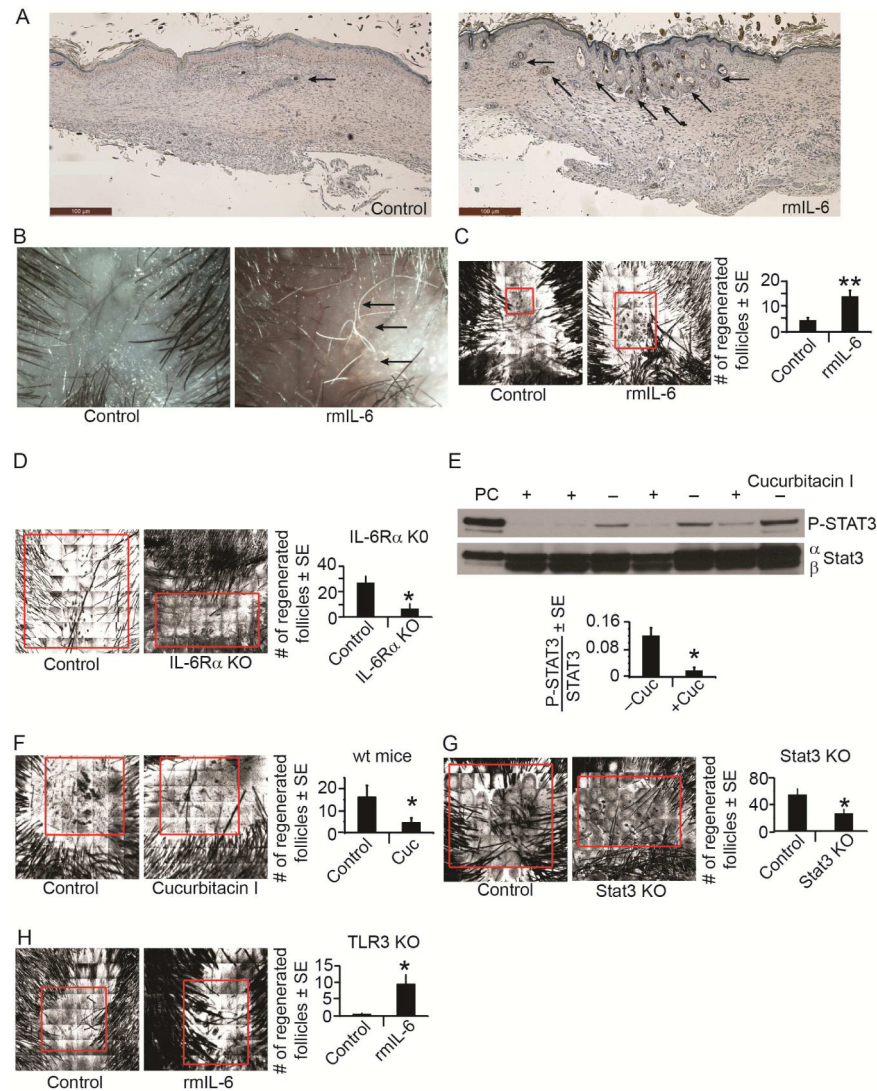 A
100 µm
Control
100 µm
rmIL-6
B
Control
rmIL-6
C
Control
rmIL-6
# of regenerated
follicles ± SE
20
10
0
**
Control
rmIL-6
D
Control
IL-6Rα KO
# of regenerated
follicles ± SE
IL-6Rα K0
40
20
0
*
Control
IL-6Rα KO
E
Cucurbitacin I
PC + + – + – + –
P-STAT3
α
β Stat3
P-STAT3
STAT3
± SE
0.16
0.08
0
*
–Cuc
+Cuc
F
Control
Cucurbitacin I
# of regenerated
follicles ± SE
wt mice
20
10
0
*
Control
Cuc
G
Control
Stat3 KO
# of regenerated
follicles ± SE
Stat3 KO
80
40
0
*
Control
Stat3 KO
H
Control
rmIL-6
# of regenerated
follicles ± SE
TLR3 KO
15
10
5
0
*
Control
rmIL-6